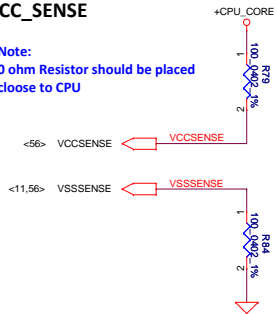 CC_SENSE
+CPU_CORE
Note:
0 ohm Resistor should be placed
cloose to CPU
1
R79
100_0402_1%
2
<56> VCCSENSE
VCCSENSE
<11,56> VSSSENSE
VSSSENSE
1
R84
100_0402_1%
2